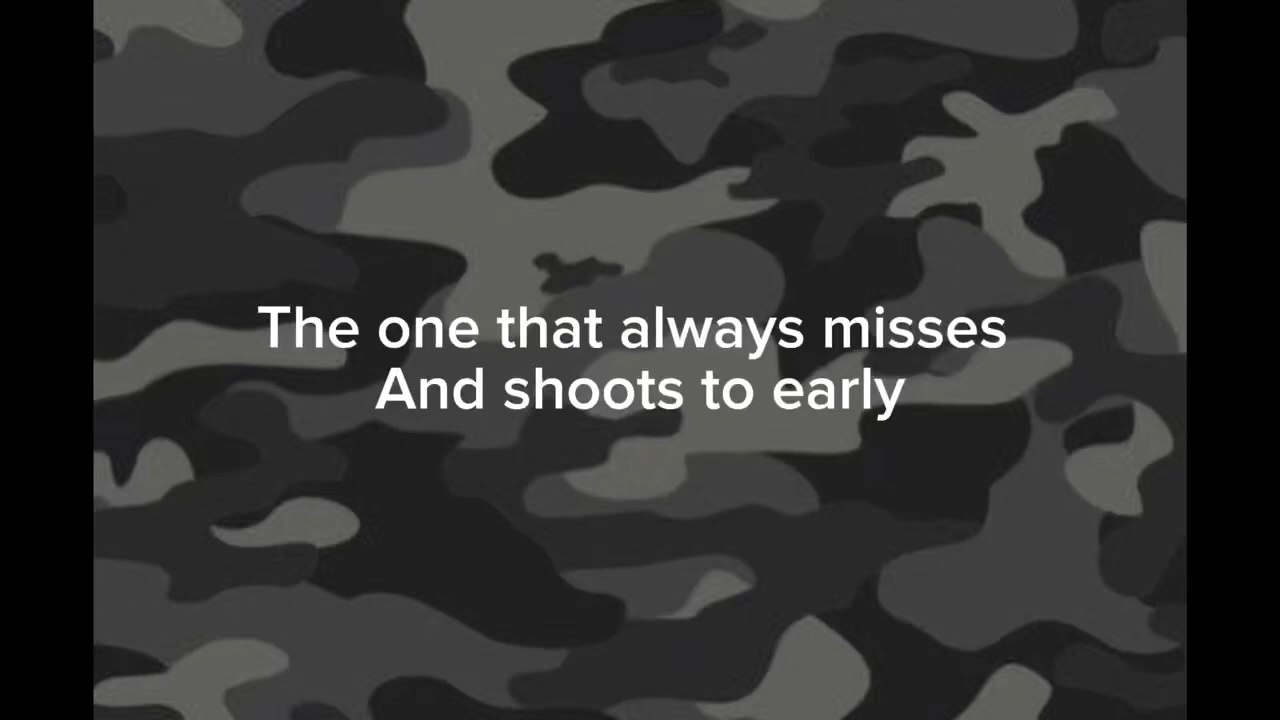 The one that always misses
And shoots to early